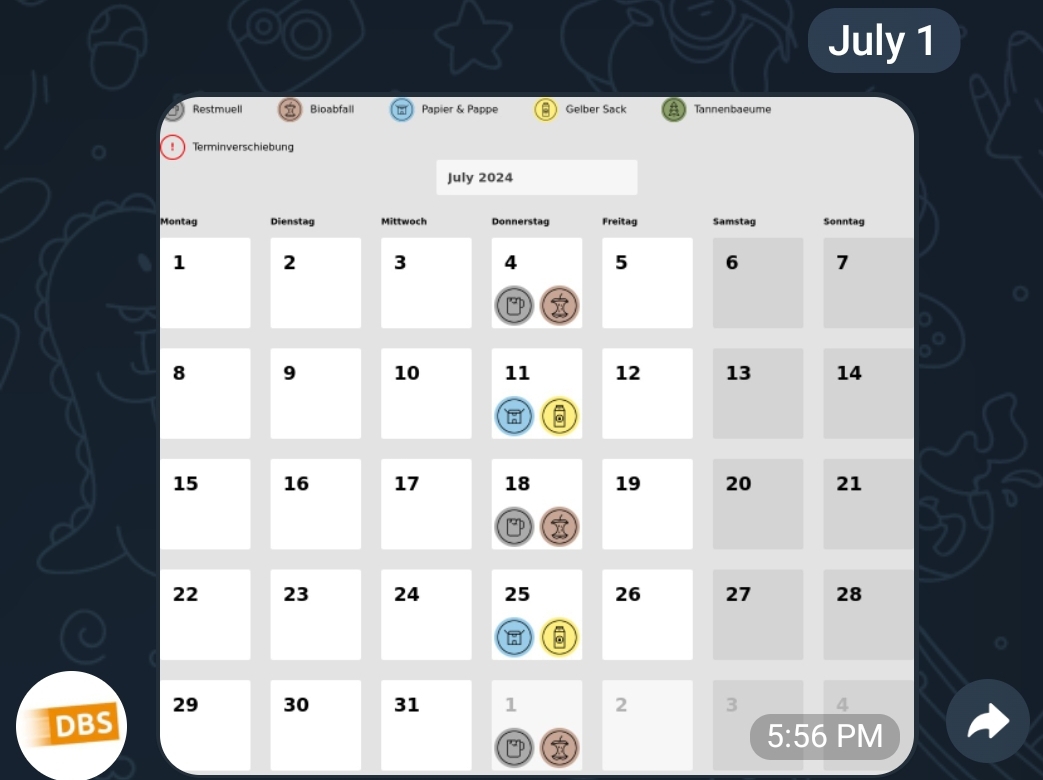 July 1
Restmuell Bioabfall Papier & Pappe Gelber Sack Tannenbaeume
! Terminverschiebung
July 2024
Montag Dienstag Mittwoch Donnerstag Freitag Samstag Sonntag
1 2 3 4 5 6 7
8 9 10 11 12 13 14
15 16 17 18 19 20 21
22 23 24 25 26 27 28
29 30 31 1 2 3 4
DBS
5:56 PM